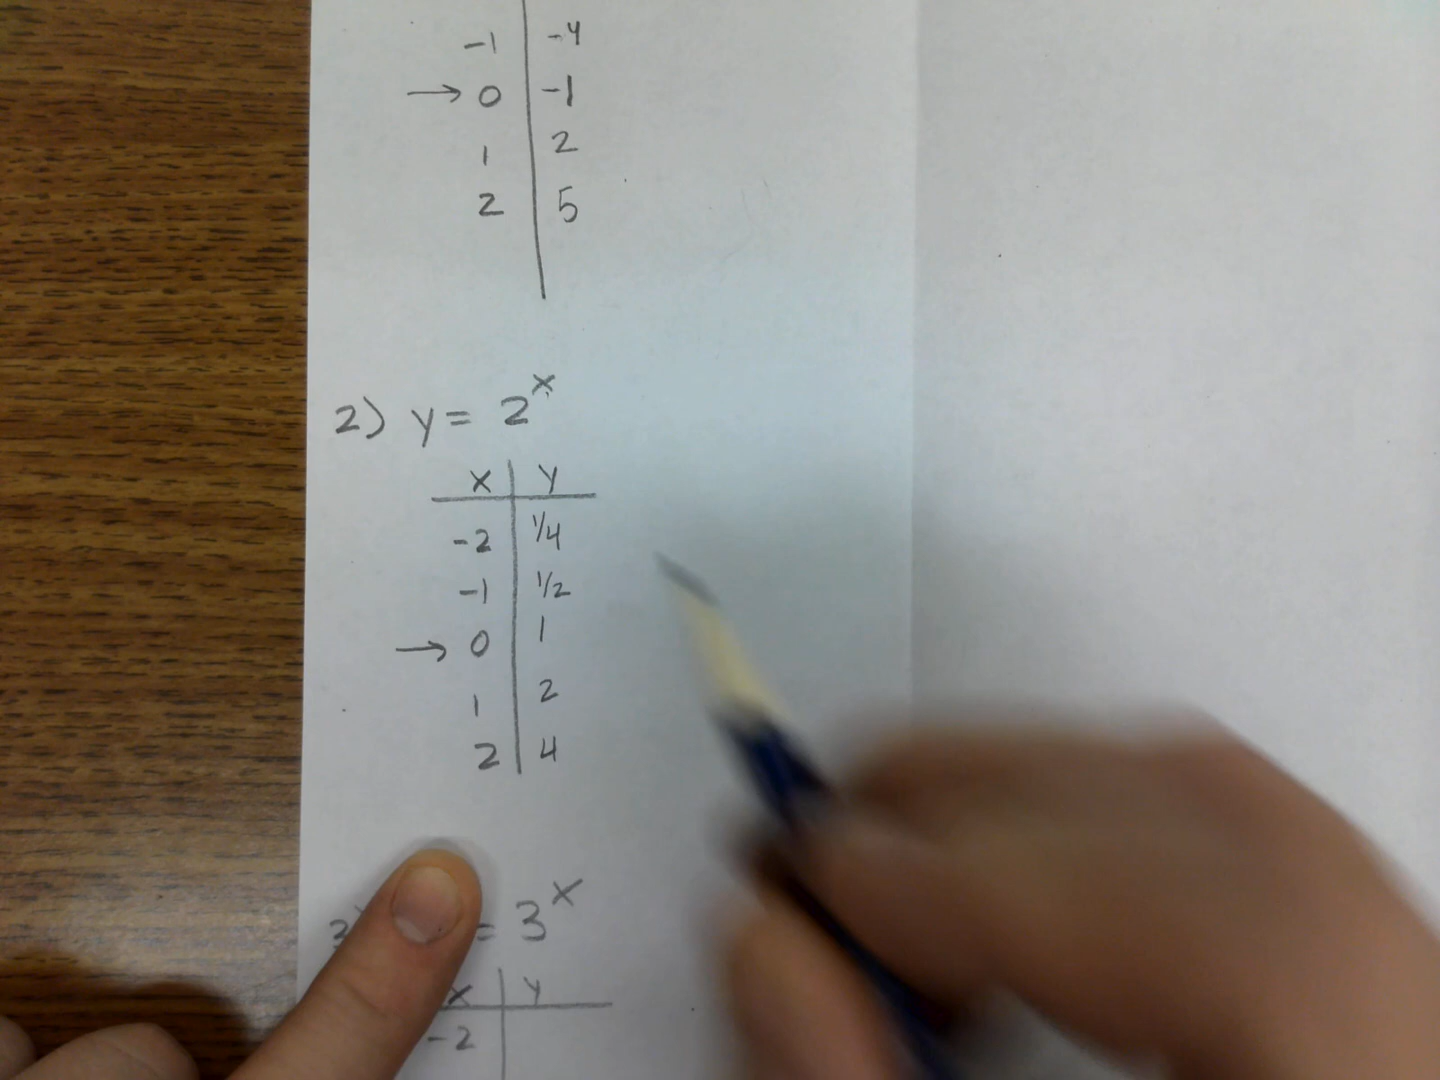 -1 -4
→ 0 -1
1 2
2 5
2) y = 2^x
x y
-2 1/4
-1 1/2
→ 0 1
1 2
2 4
3) = 3^x
x y
-2